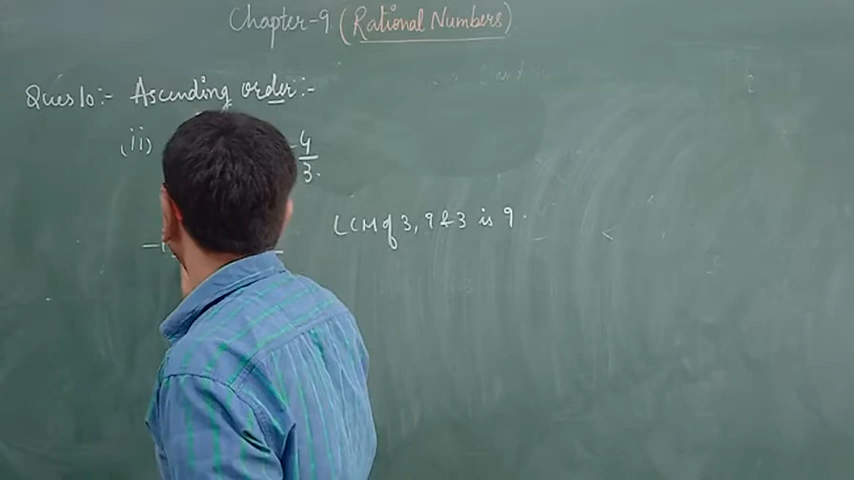 Chapter-9 (Rational Numbers)
Ques 10:- Ascending order:-
(ii) -4/3.
LCM of 3, 9 & 3 is 9.